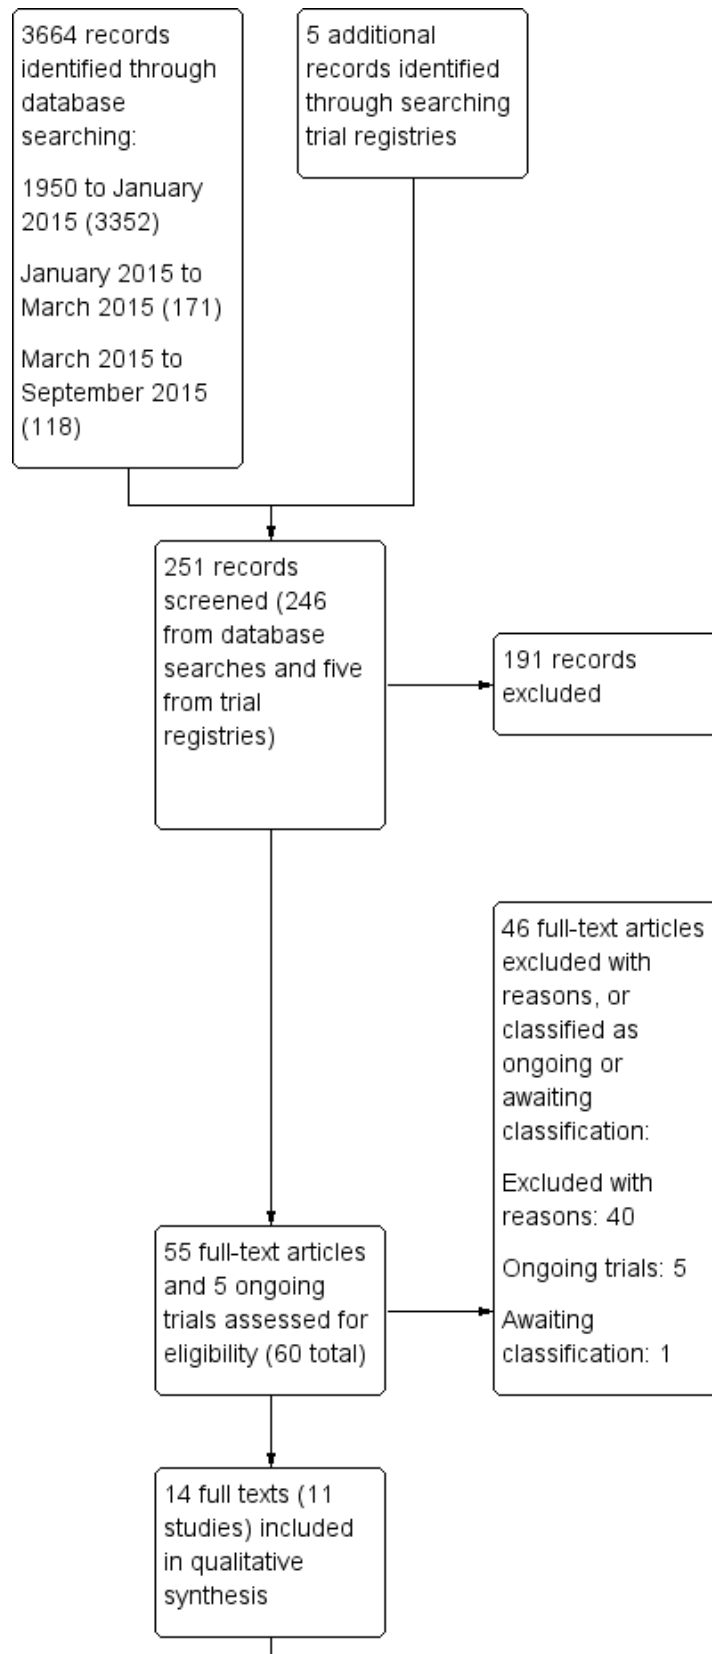 3664 records
identified through
database
searching:
1950 to January
2015 (3352)
January 2015 to
March 2015 (171)
March 2015 to
September 2015
(118)
5 additional
records identified
through searching
trial registries
251 records
screened (246
from database
searches and five
from trial
registries)
191 records
excluded
46 full-text articles
excluded with
reasons, or
classified as
ongoing or
awaiting
classification:
Excluded with
reasons: 40
Ongoing trials: 5
Awaiting
classification: 1
55 full-text articles
and 5 ongoing
trials assessed for
eligibility (60 total)
14 full texts (11
studies) included
in qualitative
synthesis